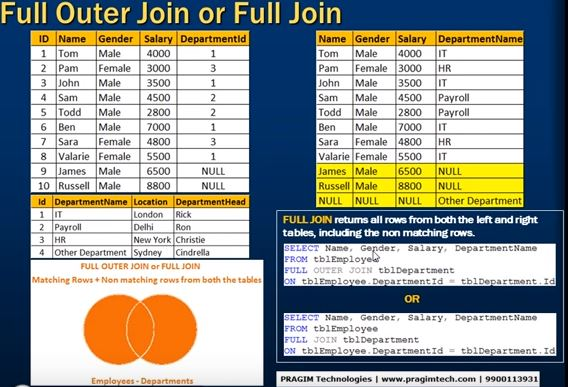 Full Outer Join or Full Join
ID Name Gender Salary DepartmentId
1 Tom Male 4000 1
2 Pam Female 3000 3
3 John Male 3500 1
4 Sam Male 4500 2
5 Todd Male 2800 2
6 Ben Male 7000 1
7 Sara Female 4800 3
8 Valarie Female 5500 1
9 James Male 6500 NULL
10 Russell Male 8800 NULL
Id DepartmentName Location DepartmentHead
1 IT London Rick
2 Payroll Delhi Ron
3 HR New York Christie
4 Other Department Sydney Cindrella
FULL OUTER JOIN or FULL JOIN
Matching Rows + Non matching rows from both the tables
Employees - Departments
Name Gender Salary DepartmentName
Tom Male 4000 IT
Pam Female 3000 HR
John Male 3500 IT
Sam Male 4500 Payroll
Todd Male 2800 Payroll
Ben Male 7000 IT
Sara Female 4800 HR
Valarie Female 5500 IT
James Male 6500 NULL
Russell Male 8800 NULL
NULL NULL NULL Other Department
FULL JOIN returns all rows from both the left and right
tables, including the non matching rows.
SELECT Name, Gender, Salary, DepartmentName
FROM tblEmployee
FULL OUTER JOIN tblDepartment
ON tblEmployee.DepartmentId = tblDepartment.Id
OR
SELECT Name, Gender, Salary, DepartmentName
FROM tblEmployee
FULL JOIN tblDepartment
ON tblEmployee.DepartmentId = tblDepartment.Id
PRAGIM Technologies | www.pragimtech.com | 9900113931